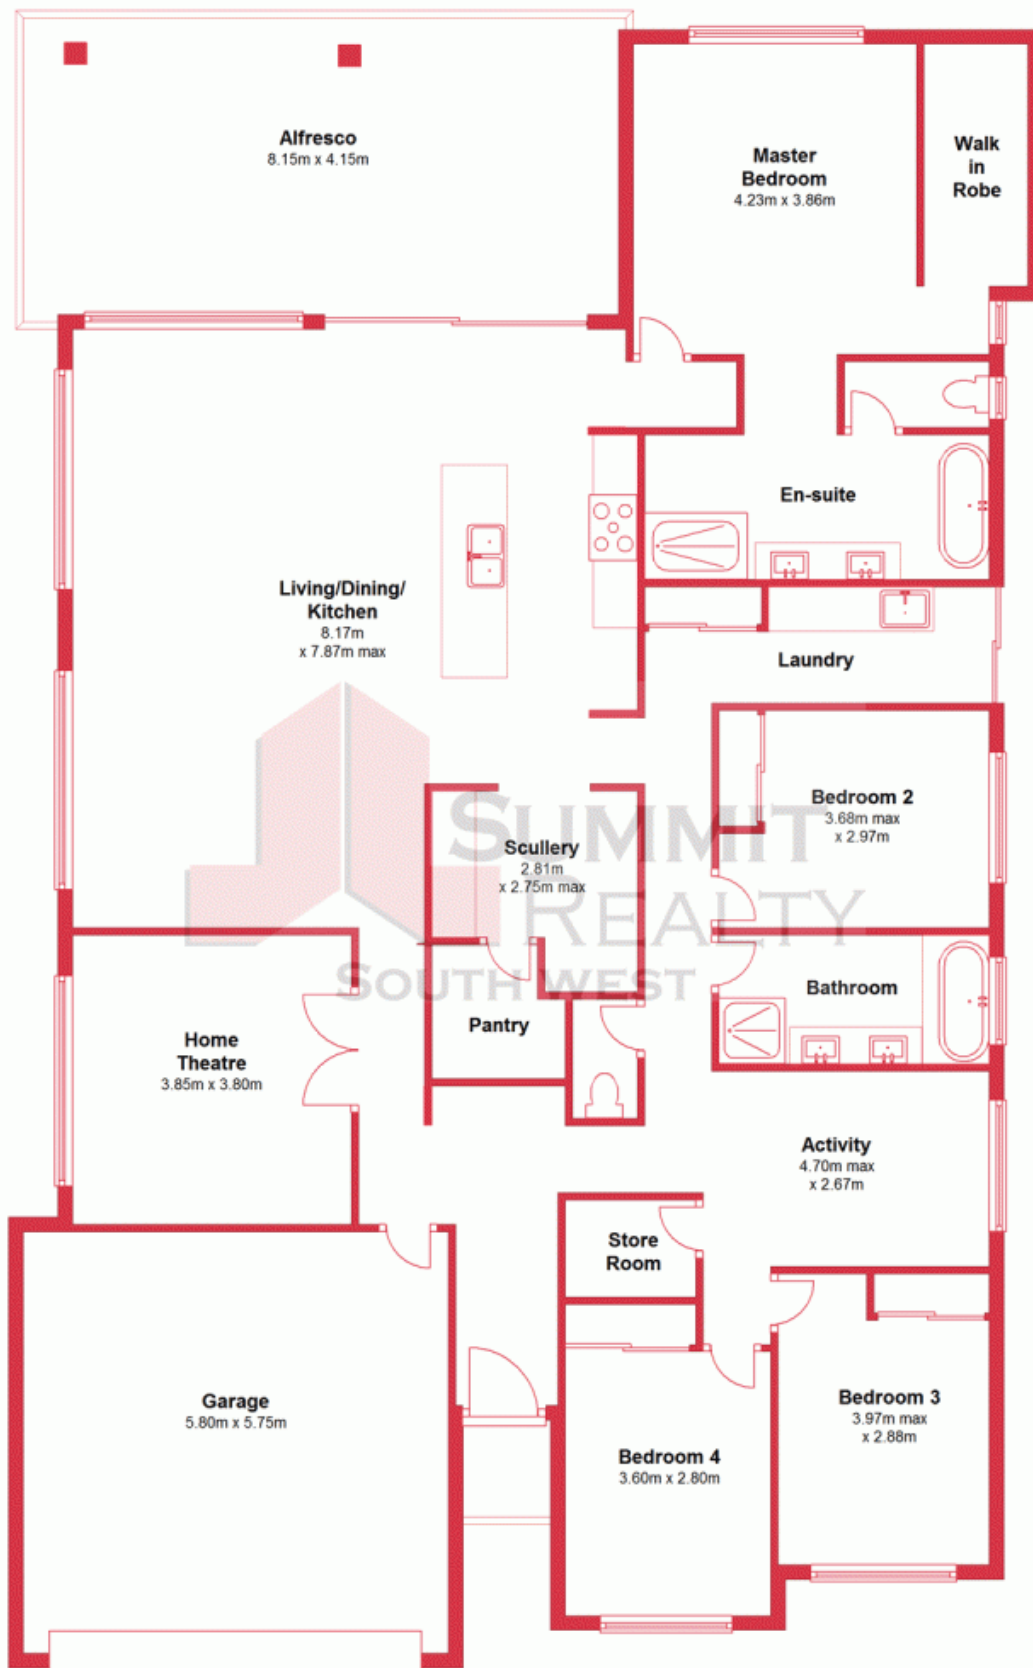 Alfresco
8.15m x 4.15m
Master
Bedroom
4.23m x 3.86m
Walk
in
Robe
En-suite
Living/Dining/
Kitchen
8.17m
x 7.87m max
Laundry
Bedroom 2
3.68m max
x 2.97m
Scullery
2.81m
x 2.75m max
SUMMIT
REALTY
SOUTH WEST
Bathroom
Pantry
Home
Theatre
3.85m x 3.80m
Activity
4.70m max
x 2.67m
Store
Room
Garage
5.80m x 5.75m
Bedroom 3
3.97m max
x 2.88m
Bedroom 4
3.60m x 2.80m